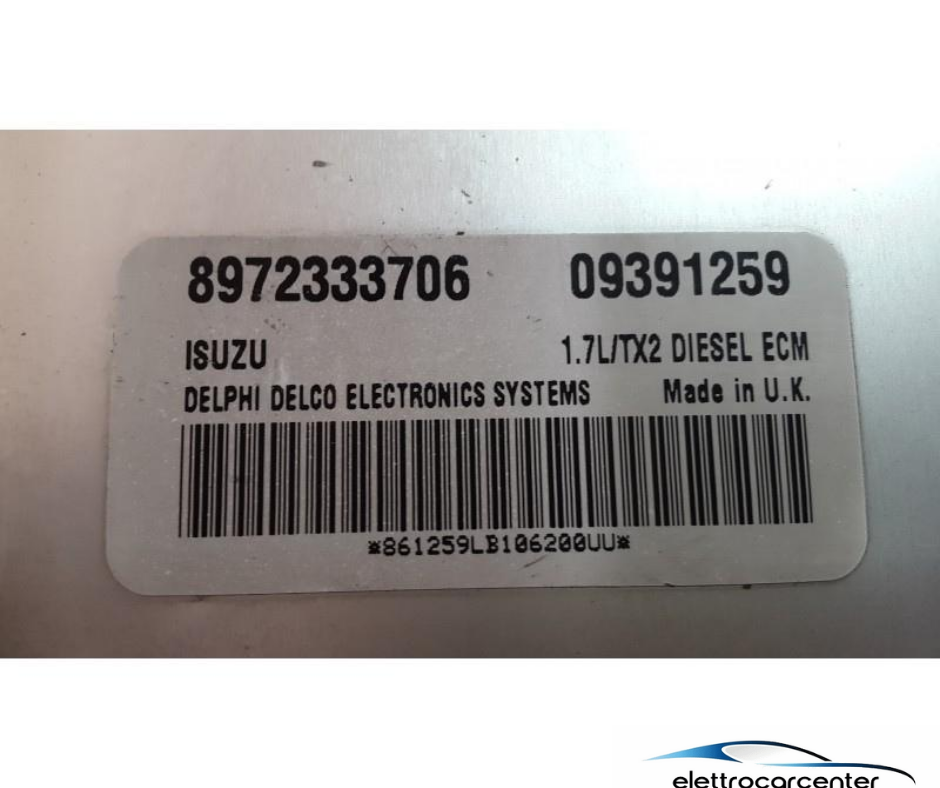 8972333706 09391259
ISUZU 1.7L/TX2 DIESEL ECM
DELPHI DELCO ELECTRONICS SYSTEMS Made in U.K.
*861259LB106200UU*
elettrocarcenter